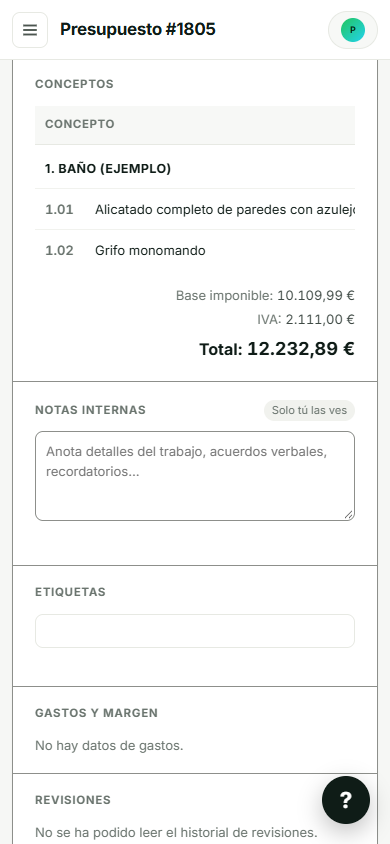 Presupuesto #1805
P
CONCEPTOS
CONCEPTO
1. BAÑO (EJEMPLO)
1.01 Alicatado completo de paredes con
1.02 Grifo monomando
Base imponible: 10.109,99 €
IVA: 2.111,00 €
Total: 12.232,89 €
NOTAS INTERNAS
Solo tú las ves
Anota detalles del trabajo, acuerdos verbales,
recordatorios...
ETIQUETAS
GASTOS Y MARGEN
No hay datos de gastos.
REVISIONES
?
No se ha podido leer el historial de revisiones.